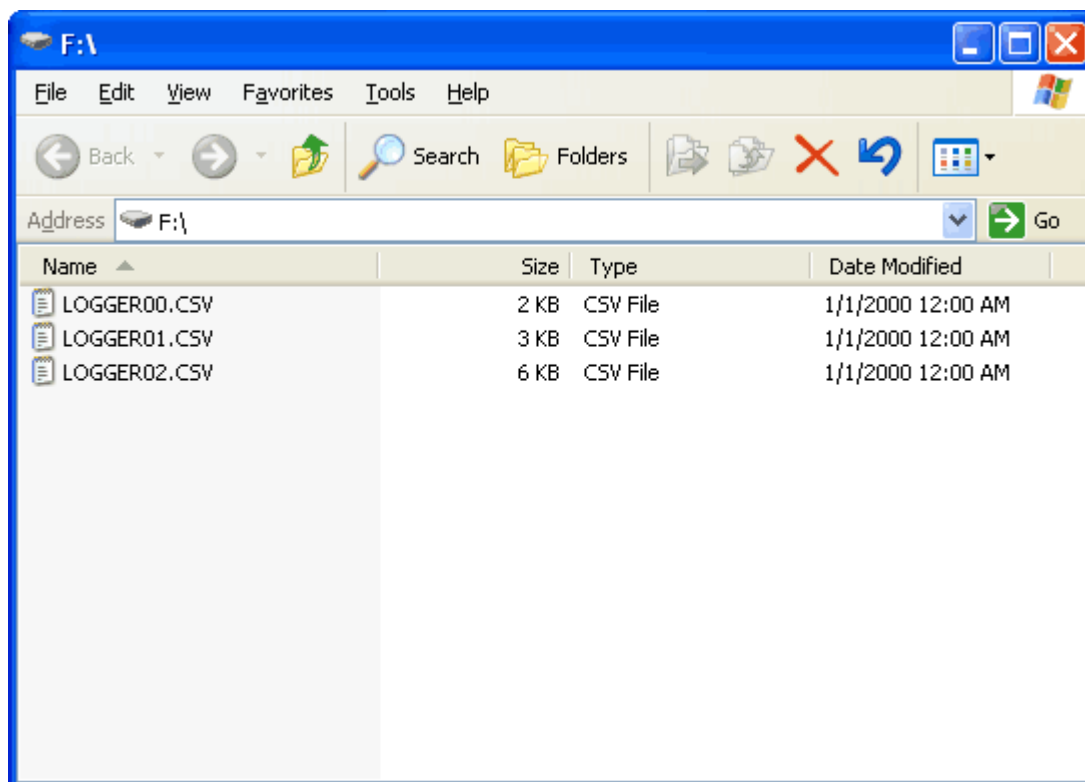 F:\
File Edit View Favorites Tools Help
Back Search Folders
Address F:\ Go
Name Size Type Date Modified
LOGGER00.CSV 2 KB CSV File 1/1/2000 12:00 AM
LOGGER01.CSV 3 KB CSV File 1/1/2000 12:00 AM
LOGGER02.CSV 6 KB CSV File 1/1/2000 12:00 AM